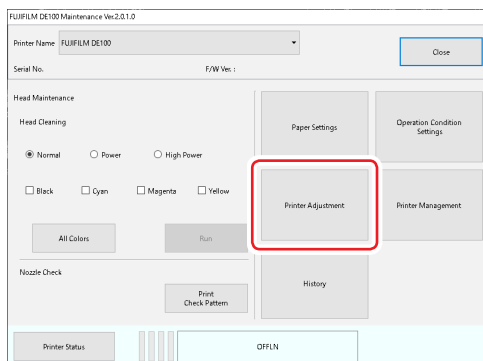 FUJIFILM DE100 Maintenance Ver.2.0.1.0
Printer Name FUJIFILM DE100
Close
Serial No. F/W Ver. :
Head Maintenance
Head Cleaning
Normal Power High Power
Black Cyan Magenta Yellow
All Colors Run
Nozzle Check
Print
Check Pattern
Paper Settings
Operation Condition
Settings
Printer Adjustment
Printer Management
History
Printer Status
OFFLN